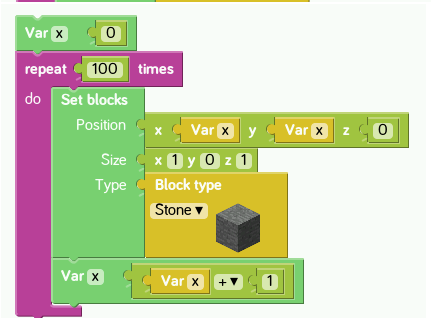 Var x 0
repeat 100 times
do Set blocks
Position x Var x y Var x z 0
Size x 1 y 0 z 1
Type Block type
Stone ▾
Var x Var x + ▾ 1